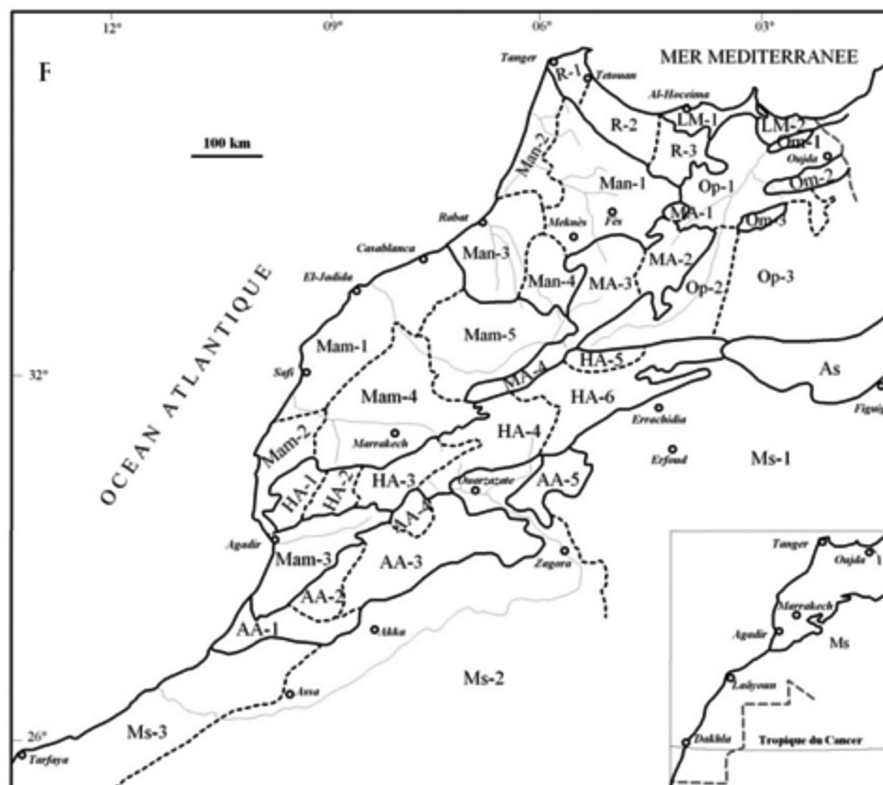 12°
09°
06°
03°
F
MER MEDITERRANEE
Tanger
R-1
Tetouan
Al-Hoceima
100 km
R-2
LM-1
LM-2
Man-2
R-3
Om-1
Oujda
Man-1
Op-1
Om-2
Rabat
Meknès
Fès
MA-1
Om-3
Casablanca
Man-3
MA-2
El-Jadida
Man-4
MA-3
Op-2
Op-3
OCEAN ATLANTIQUE
Mam-1
Mam-5
32°
Safi
MA-4
HA-5
As
Mam-4
HA-6
Figuig
Errachidia
Mam-2
Marrakech
HA-4
Erfoud
Ms-1
HA-1
HA-2
HA-3
Ouarzazate
AA-5
Agadir
Mam-3
AA-3
Zagora
AA-2
AA-1
Akka
Ms-2
Assa
Ms-3
26°
Tarfaya
Tanger
Oujda
Marrakech
Agadir
Ms
Laâyoun
Dakhla
Tropique du Cancer